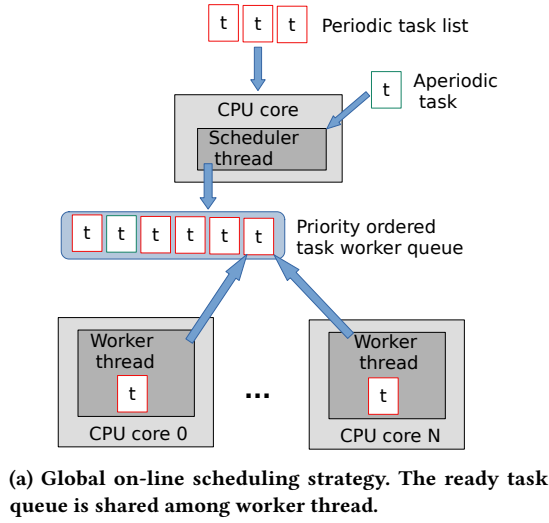 t t t Periodic task list
CPU core
t Aperiodic
task
Scheduler
thread
t t t t t t
Priority ordered
task worker queue
Worker
thread
t
CPU core 0
...
Worker
thread
t
CPU core N
(a) Global on-line scheduling strategy. The ready task
queue is shared among worker thread.